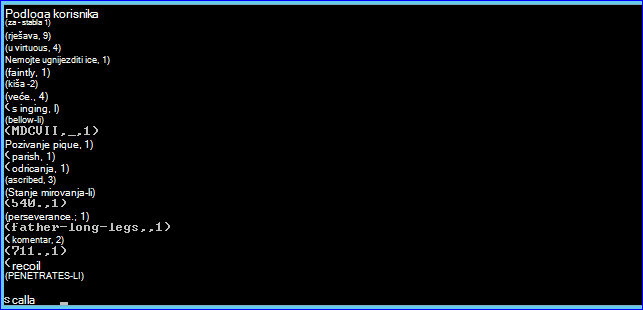 Podloga korisnika
(za - stabla 1)
(rješava, 9)
(u virtuous, 4)
Nemojte ugnijezditi ice, 1)
(faintly, 1)
(kiša -2)
(veće., 4)
(s inging, l)
(bellow-li)
(MDCVII,_,1)
Pozivanje pique, 1)
(parish, 1)
(odricanja, 1)
(ascribed, 3)
(Stanje mirovanja-li)
(540.,1)
(perseverance.; 1)
(father-long-legs,,1)
(komentar, 2)
(711.,1)
(recoil
(PENETRATES-LI)
s calla